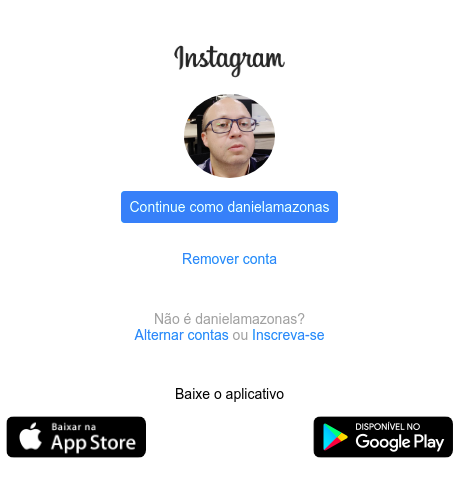 Instagram
Continue como danielamazonas
Remover conta
Não é danielamazonas?
Alternar contas ou Inscreva-se
Baixe o aplicativo
Baixar na
App Store
DISPONÍVEL NO
Google Play